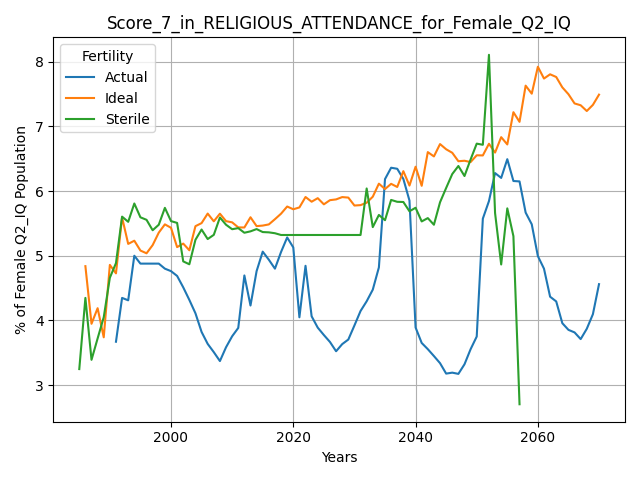 Score_7_in_RELIGIOUS_ATTENDANCE_for_Female_Q2_IQ
Fertility
Actual
Ideal
Sterile
8
7
6
5
4
3
% of Female Q2_IQ Population
2000
2020
2040
2060
Years